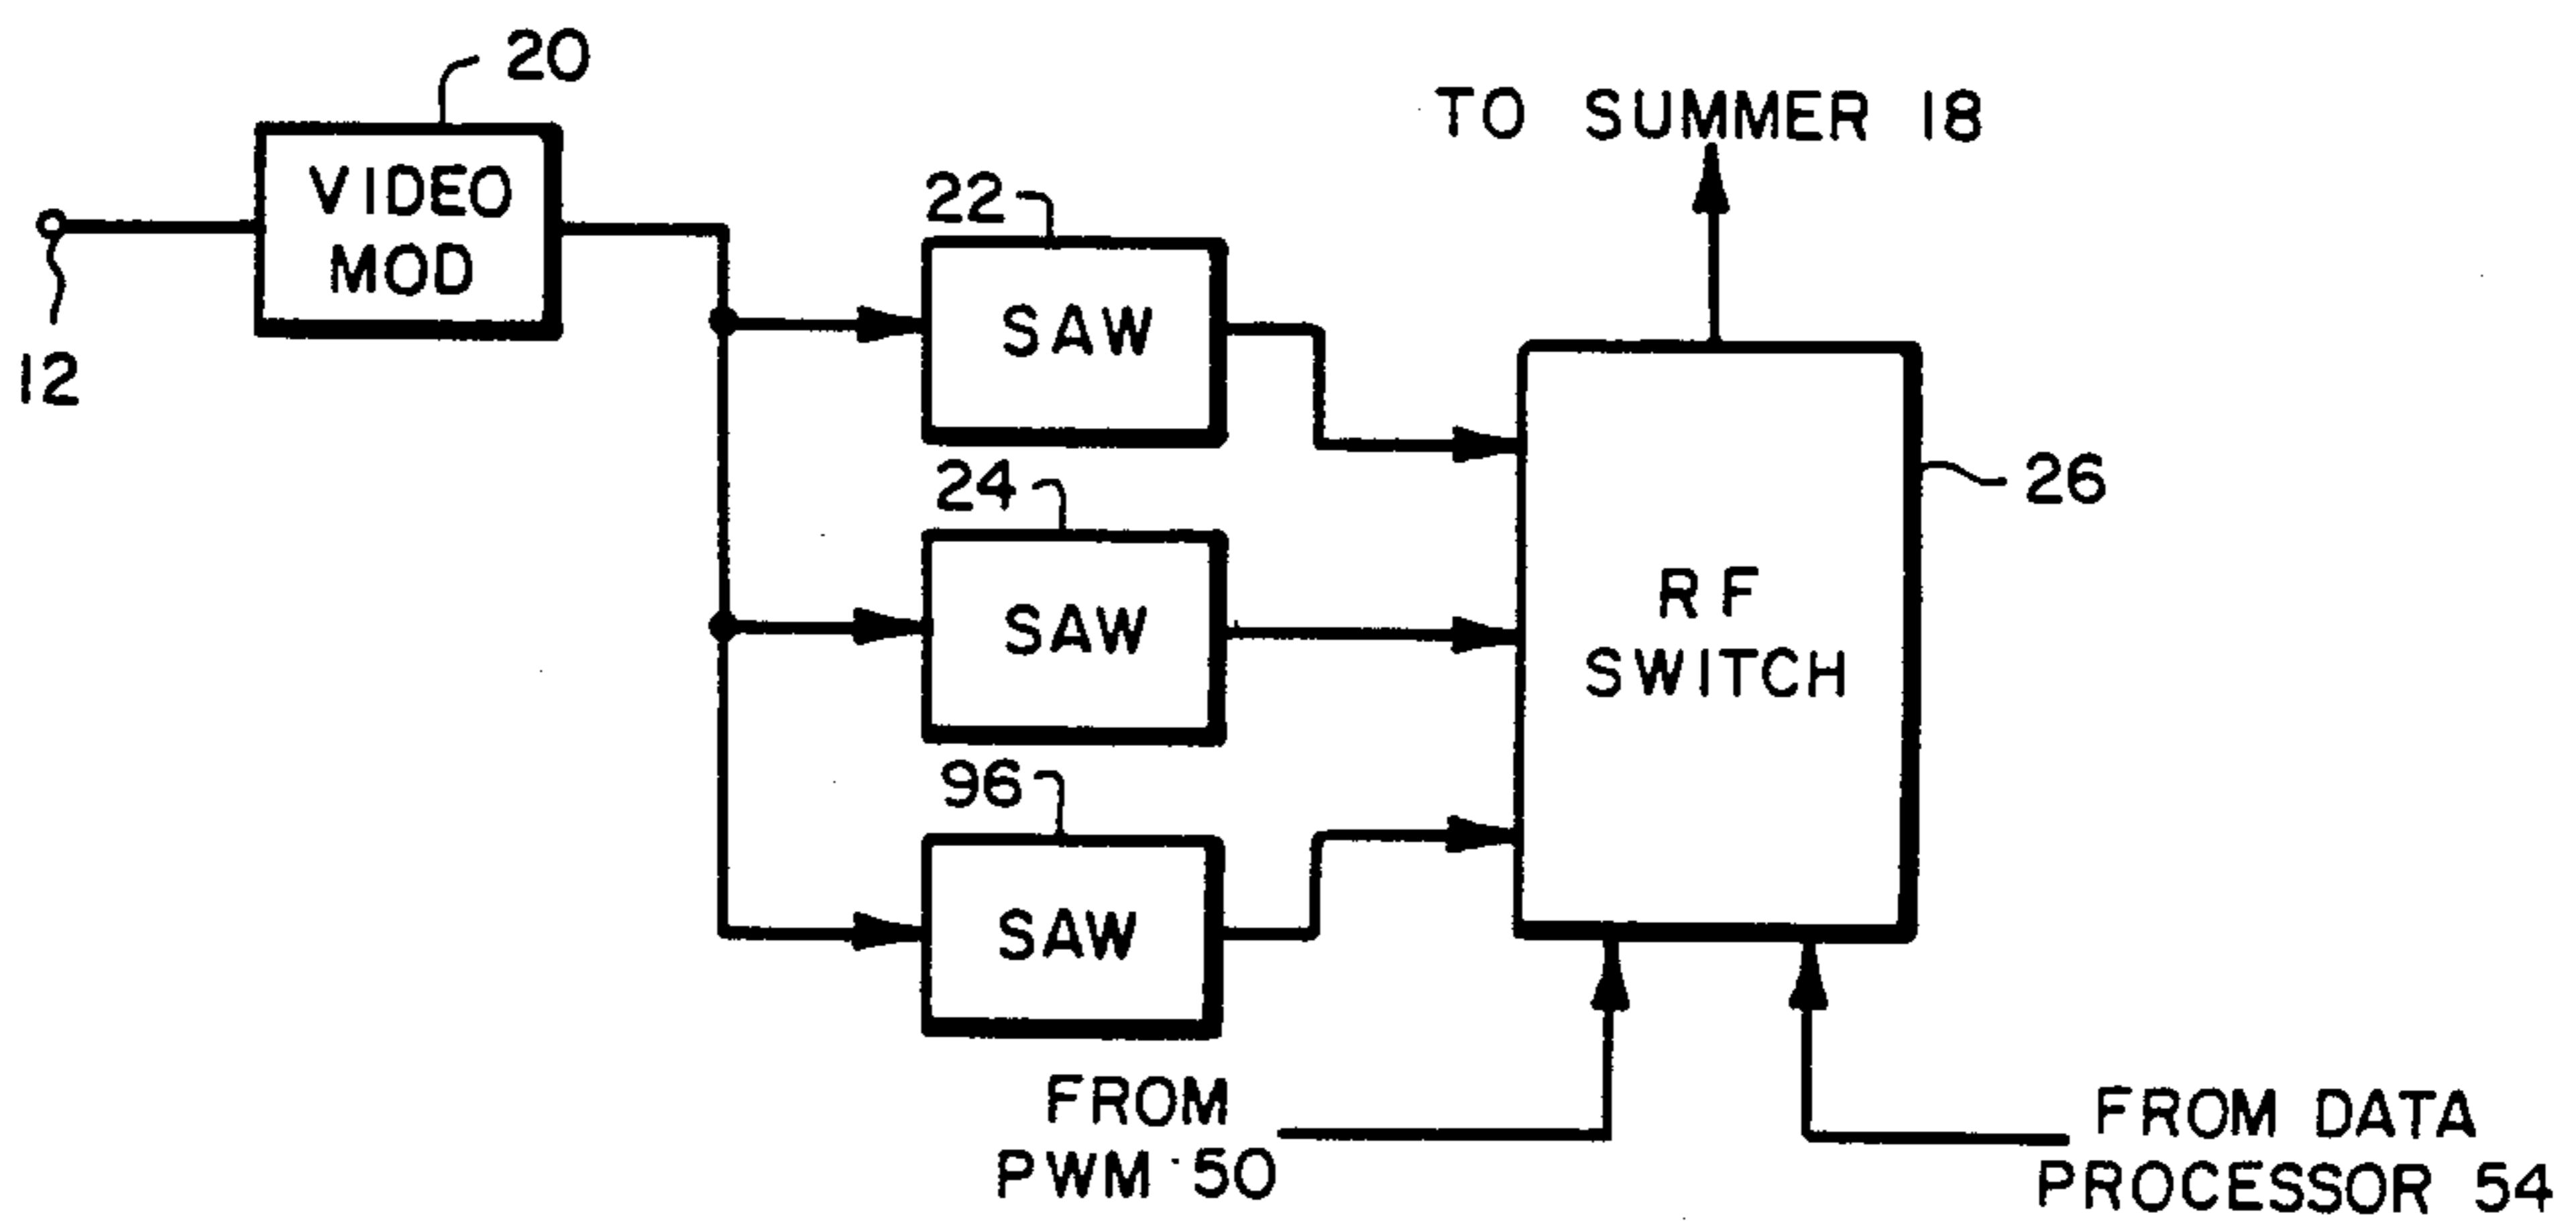 20
VIDEO
MOD
12
22
SAW
24
SAW
96
SAW
TO SUMMER 18
26
RF
SWITCH
FROM
PWM 50
FROM DATA
PROCESSOR 54